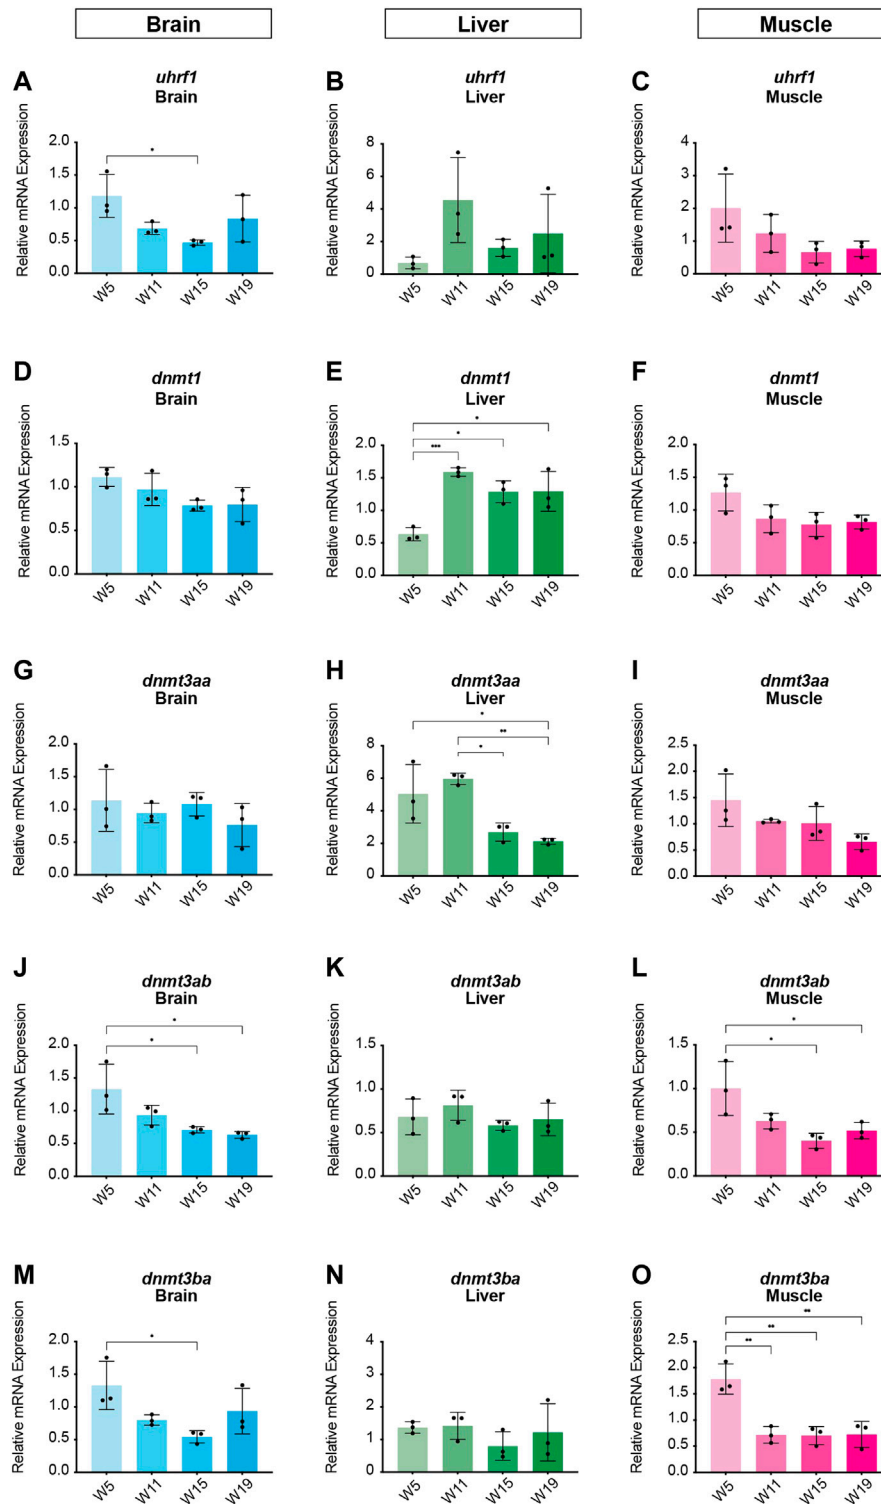 Brain
Liver
Muscle
A
uhrf1
Brain
Relative mRNA Expression
2.0
1.5
1.0
0.5
0.0
*
W5
W11
W15
W19
B
uhrf1
Liver
Relative mRNA Expression
8
6
4
2
0
W5
W11
W15
W19
C
uhrf1
Muscle
Relative mRNA Expression
4
3
2
1
0
W5
W11
W15
W19
D
dnmt1
Brain
Relative mRNA Expression
1.5
1.0
0.5
0.0
W5
W11
W15
W19
E
dnmt1
Liver
Relative mRNA Expression
*
*
***
2.0
1.5
1.0
0.5
0.0
W5
W11
W15
W19
F
dnmt1
Muscle
Relative mRNA Expression
2.0
1.5
1.0
0.5
0.0
W5
W11
W15
W19
G
dnmt3aa
Brain
Relative mRNA Expression
2.0
1.5
1.0
0.5
0.0
W5
W11
W15
W19
H
dnmt3aa
Liver
Relative mRNA Expression
*
**
*
8
6
4
2
0
W5
W11
W15
W19
I
dnmt3aa
Muscle
Relative mRNA Expression
2.5
2.0
1.5
1.0
0.5
0.0
W5
W11
W15
W19
J
dnmt3ab
Brain
Relative mRNA Expression
*
*
2.0
1.5
1.0
0.5
0.0
W5
W11
W15
W19
K
dnmt3ab
Liver
Relative mRNA Expression
1.5
1.0
0.5
0.0
W5
W11
W15
W19
L
dnmt3ab
Muscle
Relative mRNA Expression
*
*
1.5
1.0
0.5
0.0
W5
W11
W15
W19
M
dnmt3ba
Brain
Relative mRNA Expression
*
2.0
1.5
1.0
0.5
0.0
W5
W11
W15
W19
N
dnmt3ba
Liver
Relative mRNA Expression
4
3
2
1
0
W5
W11
W15
W19
O
dnmt3ba
Muscle
Relative mRNA Expression
**
**
**
2.5
2.0
1.5
1.0
0.5
0.0
W5
W11
W15
W19